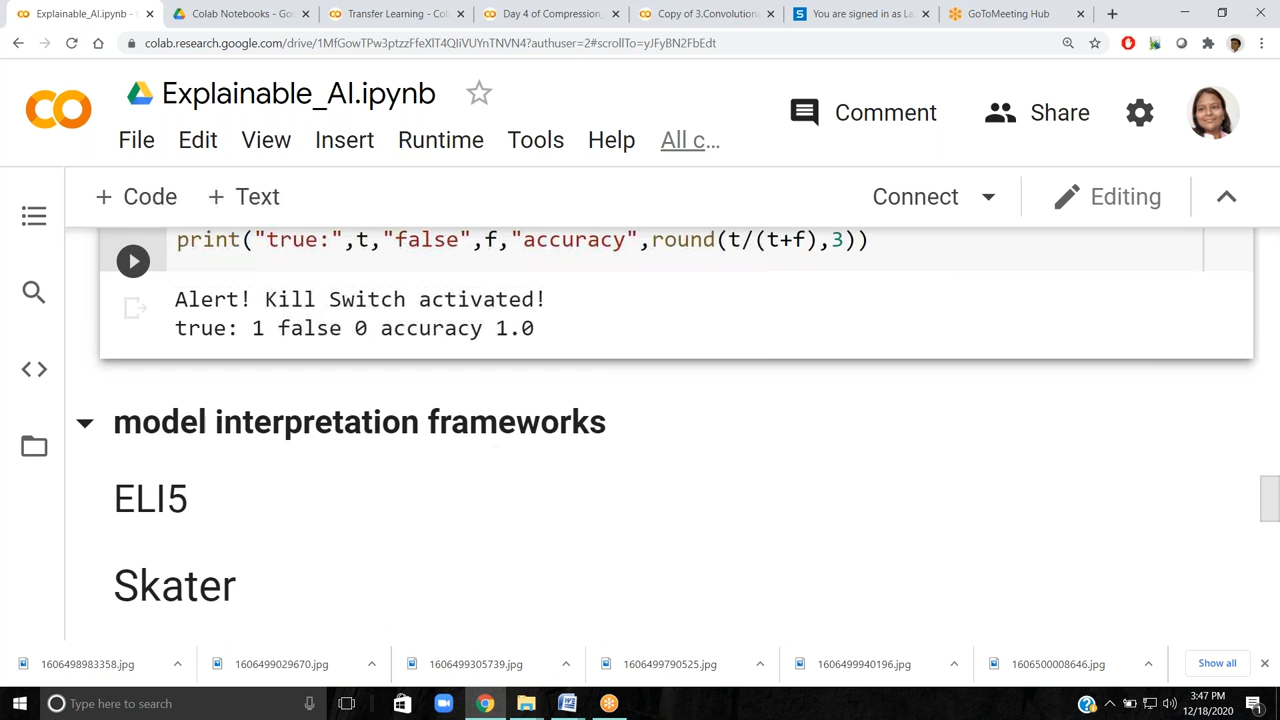 Explainable_AI.ipynb -
Colab Notebooks - Goo
Transfer Learning - Col
Day 4 of Compression,
Copy of 3.Convolution
You are signed in as La
GoToMeeting Hub
colab.research.google.com/drive/1MfGowTPw3ptzzFfeXlT4QIiVUYnTNVN4?authuser=2#scrollTo=yJFyBN2FbEdt
Explainable_AI.ipynb
Comment
Share
File Edit View Insert Runtime Tools Help All c...
+ Code + Text
Connect
Editing
print("true:",t,"false",f,"accuracy",round(t/(t+f),3))
Alert! Kill Switch activated!
true: 1 false 0 accuracy 1.0
model interpretation frameworks
ELI5
Skater
1606498983358.jpg
1606499029670.jpg
1606499305739.jpg
1606499790525.jpg
1606499940196.jpg
1606500008646.jpg
Show all
Type here to search
3:47 PM
12/18/2020